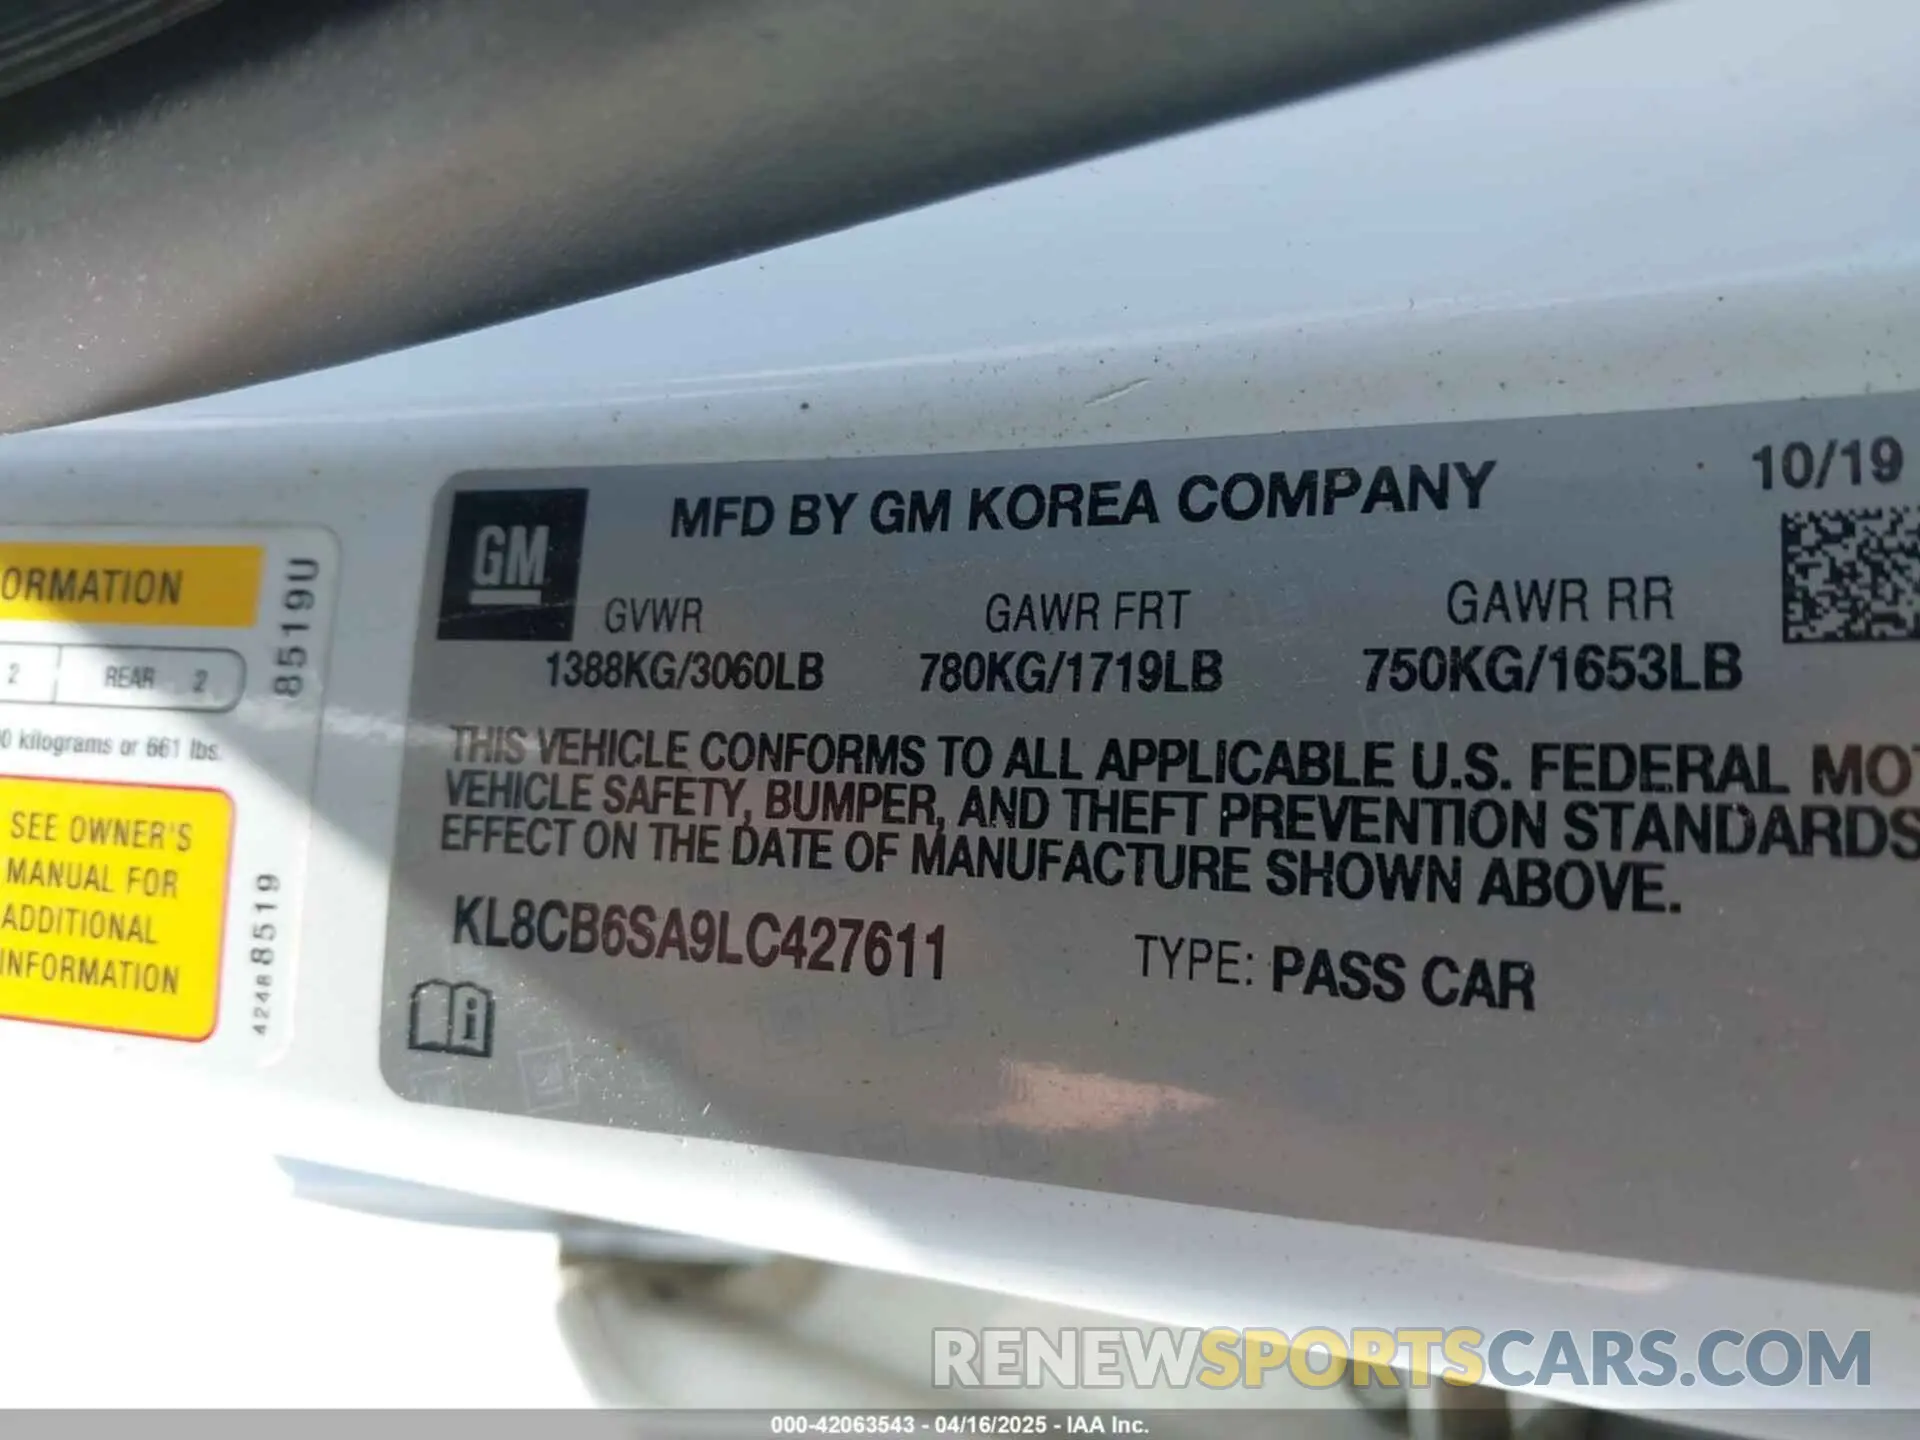 ORMATION
2 REAR 2
0 kilograms or 661 lbs.
SEE OWNER'S
MANUAL FOR
ADDITIONAL
INFORMATION
8519U
42488519
GM
MFD BY GM KOREA COMPANY
10/19
GVWR GAWR FRT GAWR RR
1388KG/3060LB 780KG/1719LB 750KG/1653LB
THIS VEHICLE CONFORMS TO ALL APPLICABLE U.S. FEDERAL MOT
VEHICLE SAFETY, BUMPER, AND THEFT PREVENTION STANDARDS
EFFECT ON THE DATE OF MANUFACTURE SHOWN ABOVE.
KL8CB6SA9LC427611 TYPE: PASS CAR
i
RENEWSPORTSCARS.COM
000-42063543 - 04/16/2025 - IAA Inc.